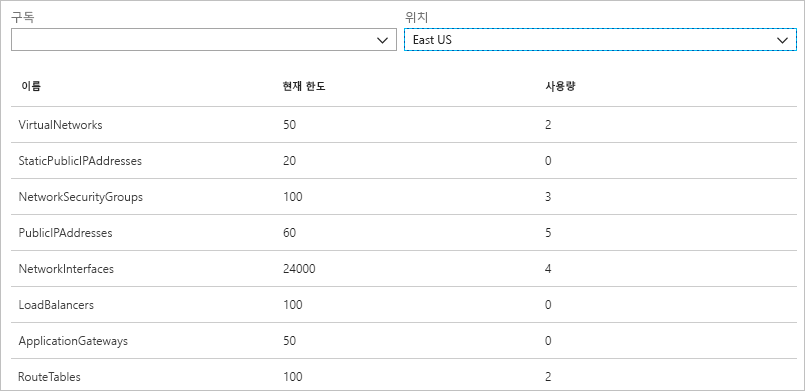 구독 위치
East US
이름 현재 한도 사용량
VirtualNetworks 50 2
StaticPublicIPAddresses 20 0
NetworkSecurityGroups 100 3
PublicIPAddresses 60 5
NetworkInterfaces 24000 4
LoadBalancers 100 0
ApplicationGateways 50 0
RouteTables 100 2